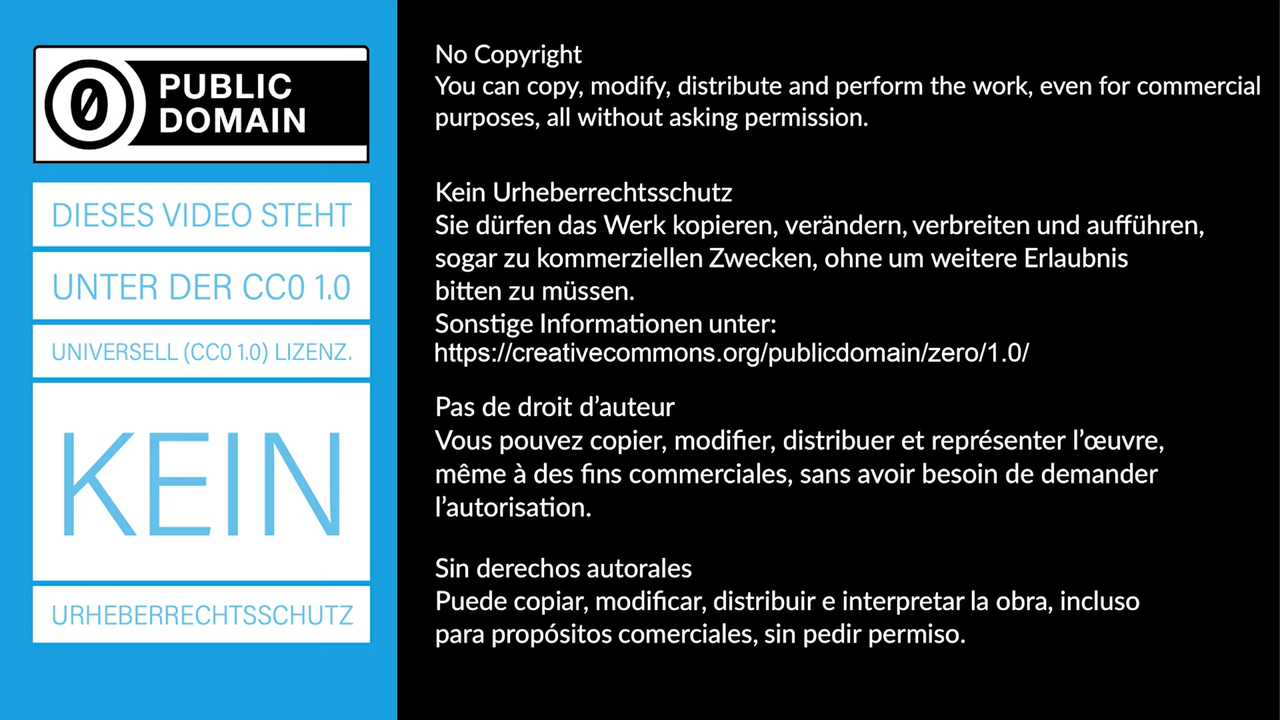 PUBLIC
DOMAIN
DIESES VIDEO STEHT
UNTER DER CC0 1.0
UNIVERSELL (CC0 1.0) LIZENZ.
KEIN
URHEBERRECHTSSCHUTZ
No Copyright
You can copy, modify, distribute and perform the work, even for commercial
purposes, all without asking permission.
Kein Urheberrechtsschutz
Sie dürfen das Werk kopieren, verändern, verbreiten und aufführen,
sogar zu kommerziellen Zwecken, ohne um weitere Erlaubnis
bitten zu müssen.
Sonstige Informationen unter:
https://creativecommons.org/publicdomain/zero/1.0/
Pas de droit d’auteur
Vous pouvez copier, modifier, distribuer et représenter l’œuvre,
même à des fins commerciales, sans avoir besoin de demander
l’autorisation.
Sin derechos autorales
Puede copiar, modificar, distribuir e interpretar la obra, incluso
para propósitos comerciales, sin pedir permiso.